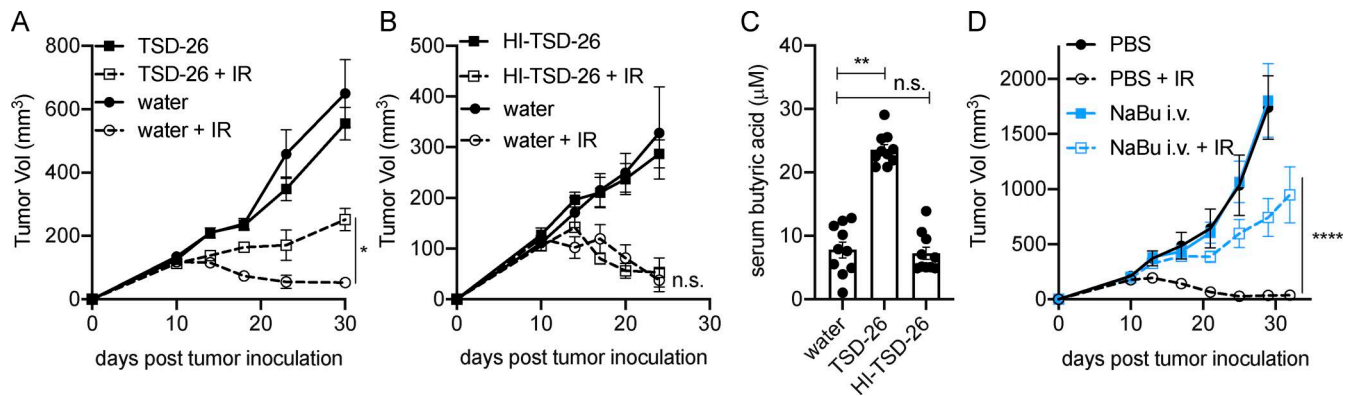 A
TSD-26
TSD-26 + IR
water
water + IR
Tumor Vol (mm³)
800
600
400
200
0
0 10 20 30
days post tumor inoculation
*
B
HI-TSD-26
HI-TSD-26 + IR
water
water + IR
Tumor Vol (mm³)
500
400
300
200
100
0
0 10 20 30
days post tumor inoculation
n.s.
C
serum butyric acid (μM)
40
30
20
10
0
**
n.s.
water
TSD-26
HI-TSD-26
D
PBS
PBS + IR
NaBu i.v.
NaBu i.v. + IR
Tumor Vol (mm³)
2000
1500
1000
500
0
0 10 20 30
days post tumor inoculation
****